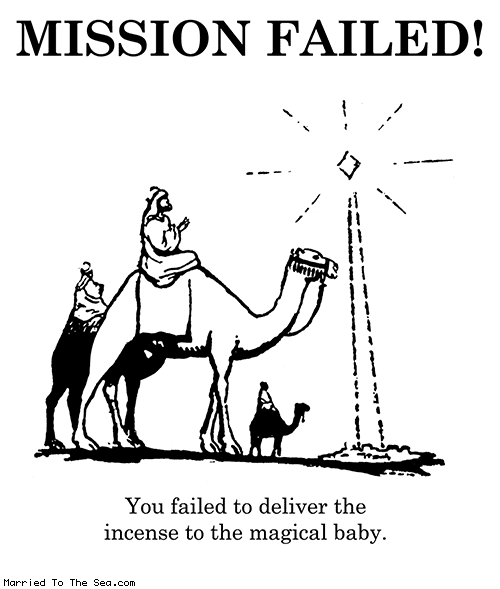 MISSION FAILED!
You failed to deliver the
incense to the magical baby.
Married To The Sea.com